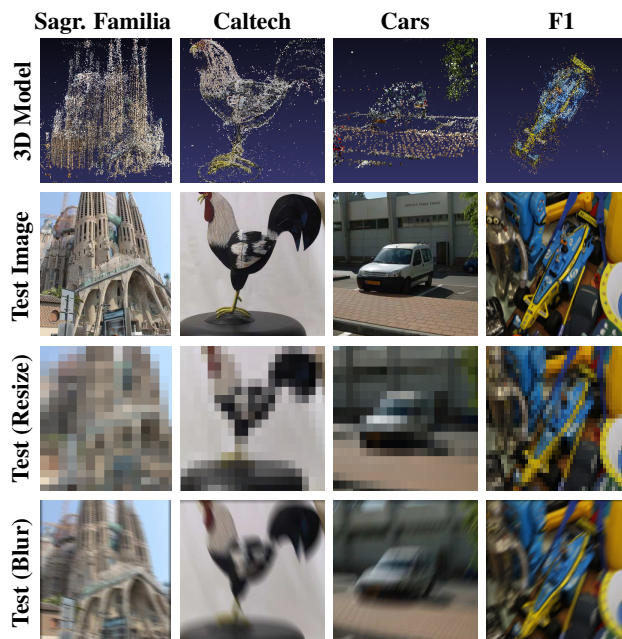 Sagr. Familia Caltech Cars F1
3D Model
Test Image
Test (Resize)
Test (Blur)